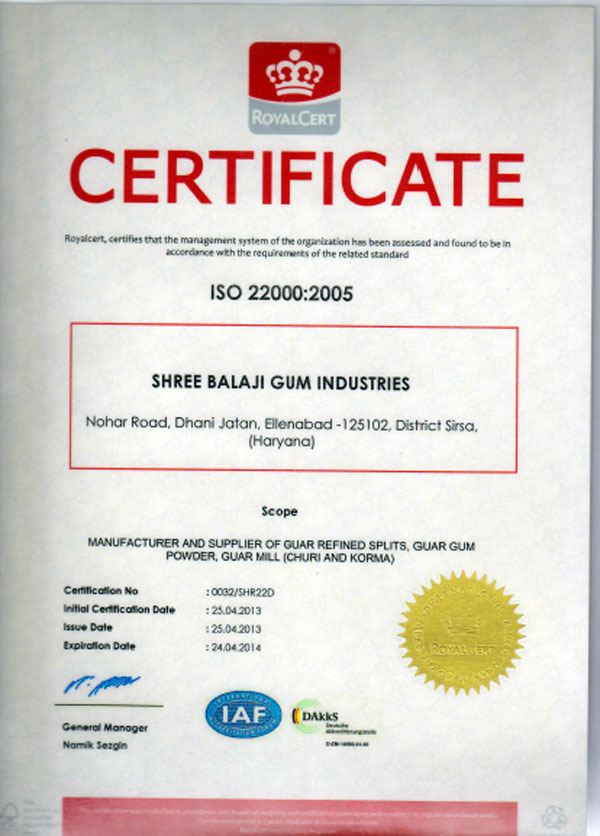 ROYALCERT
CERTIFICATE
Royalcert, certifies that the management system of the organization has been assessed and found to be in
accordance with the requirements of the related standard
ISO 22000:2005
SHREE BALAJI GUM INDUSTRIES
Nohar Road, Dhani Jatan, Ellenabad -125102, District Sirsa,
(Haryana)
Scope
MANUFACTURER AND SUPPLIER OF GUAR REFINED SPLITS, GUAR GUM
POWDER, GUAR MILL (CHURI AND KORMA)
Certification No : 0032/SHR22D
Initial Certification Date : 25.04.2013
Issue Date : 25.04.2013
Expiration Date : 24.04.2014
ROYALCERT
INTERNATIONAL
IAF
DAkkS
Deutsche
Akkreditierungsstelle
General Manager
Namik Sezgin